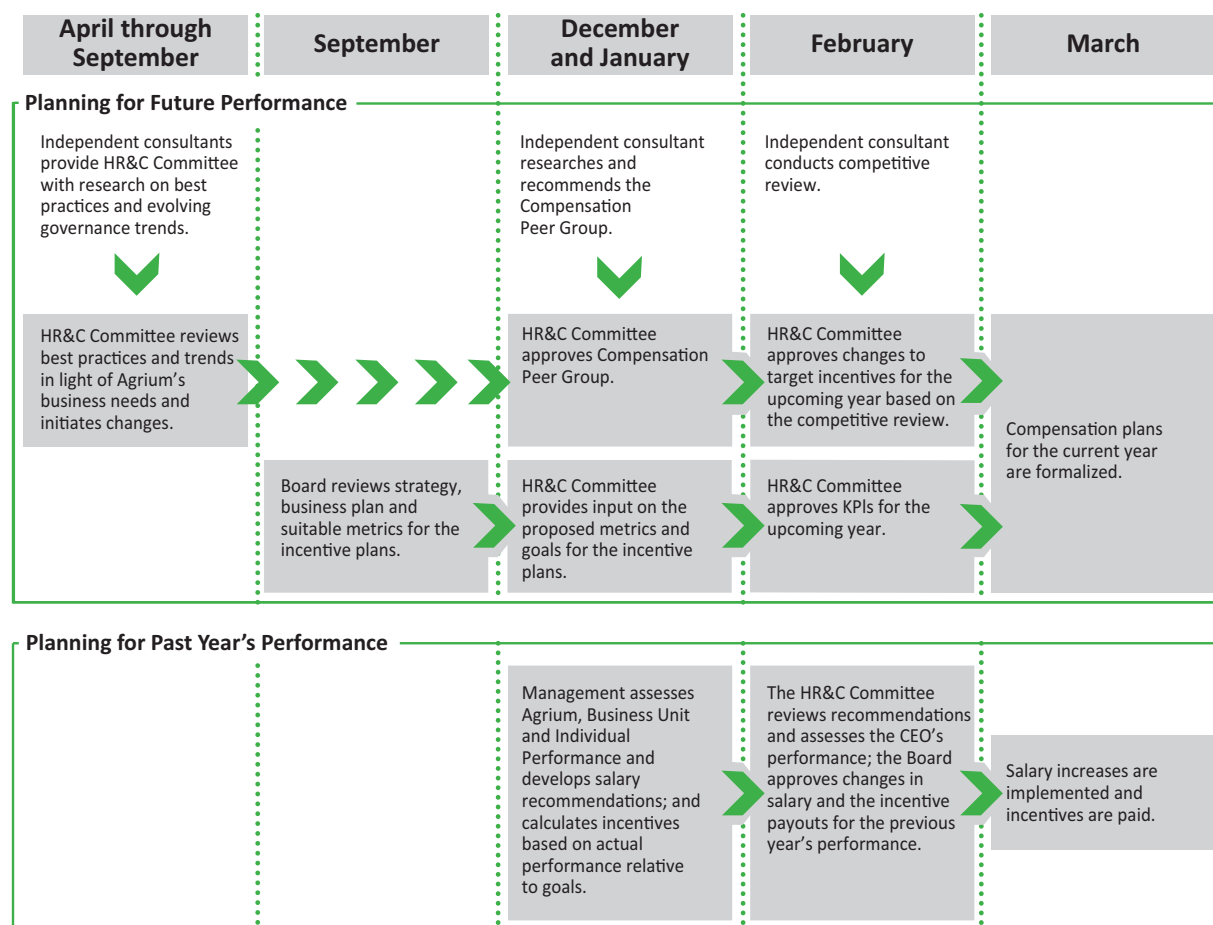 April through
September
September
December
and January
February
March
Planning for Future Performance
Independent consultants
provide HR&C Committee
with research on best
practices and evolving
governance trends.
Independent consultant
researches and
recommends the
Compensation
Peer Group.
Independent consultant
conducts competitive
review.
HR&C Committee reviews
best practices and trends
in light of Agrium’s
business needs and
initiates changes.
HR&C Committee
approves Compensation
Peer Group.
HR&C Committee
approves changes to
target incentives for the
upcoming year based on
the competitive review.
Compensation plans
for the current year
are formalized.
Board reviews strategy,
business plan and
suitable metrics for the
incentive plans.
HR&C Committee
provides input on the
proposed metrics and
goals for the incentive
plans.
HR&C Committee
approves KPIs for the
upcoming year.
Planning for Past Year’s Performance
Management assesses
Agrium, Business Unit
and Individual
Performance and
develops salary
recommendations; and
calculates incentives
based on actual
performance relative
to goals.
The HR&C Committee
reviews recommendations
and assesses the CEO’s
performance; the Board
approves changes in
salary and the incentive
payouts for the previous
year’s performance.
Salary increases are
implemented and
incentives are paid.